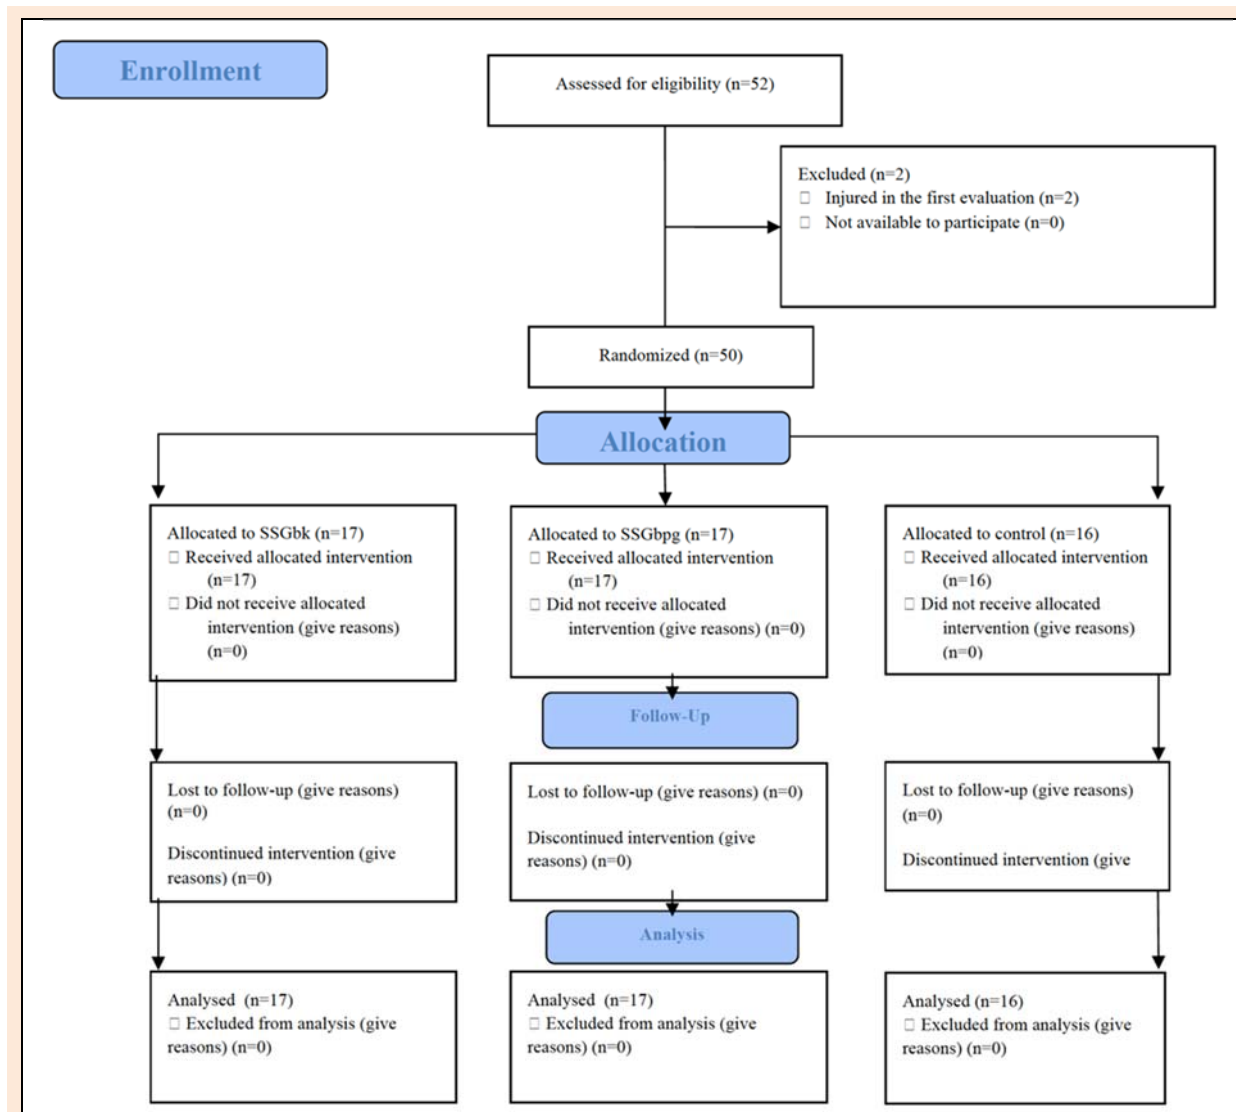 Enrollment
Assessed for eligibility (n=52)
Excluded (n=2)
□ Injured in the first evaluation (n=2)
□ Not available to participate (n=0)
Randomized (n=50)
Allocation
Allocated to SSGbk (n=17)
□ Received allocated intervention
(n=17)
□ Did not receive allocated
intervention (give reasons)
(n=0)
Allocated to SSGbpg (n=17)
□ Received allocated intervention
(n=17)
□ Did not receive allocated
intervention (give reasons) (n=0)
Allocated to control (n=16)
□ Received allocated intervention
(n=16)
□ Did not receive allocated
intervention (give reasons)
(n=0)
Follow-Up
Lost to follow-up (give reasons)
(n=0)
Discontinued intervention (give
reasons) (n=0)
Lost to follow-up (give reasons) (n=0)
Discontinued intervention (give
reasons) (n=0)
Lost to follow-up (give reasons)
(n=0)
Discontinued intervention (give
Analysis
Analysed  (n=17)
□ Excluded from analysis (give
reasons) (n=0)
Analysed  (n=17)
□ Excluded from analysis (give
reasons) (n=0)
Analysed (n=16)
□ Excluded from analysis (give
reasons) (n=0)